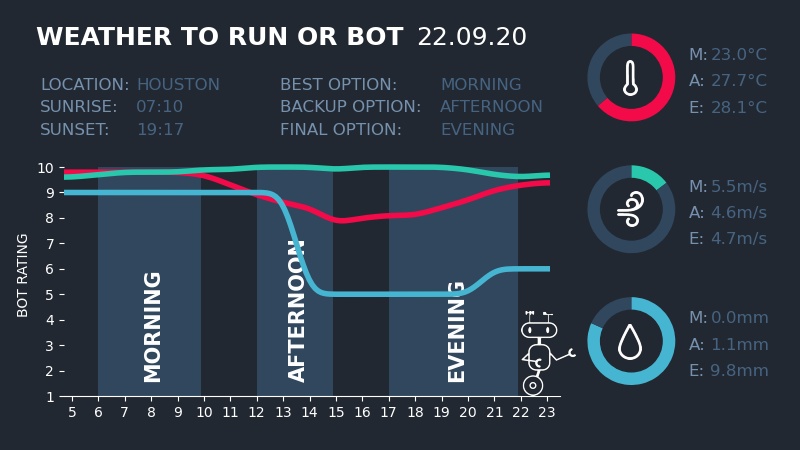 WEATHER TO RUN OR BOT 22.09.20
LOCATION: HOUSTON
SUNRISE: 07:10
SUNSET: 19:17
BEST OPTION: MORNING
BACKUP OPTION: AFTERNOON
FINAL OPTION: EVENING
M: 23.0°C
A: 27.7°C
E: 28.1°C
M: 5.5m/s
A: 4.6m/s
E: 4.7m/s
M: 0.0mm
A: 1.1mm
E: 9.8mm
BOT RATING
10
9
8
7
6
5
4
3
2
1
MORNING
AFTERNOON
EVENING
5 6 7 8 9 10 11 12 13 14 15 16 17 18 19 20 21 22 23